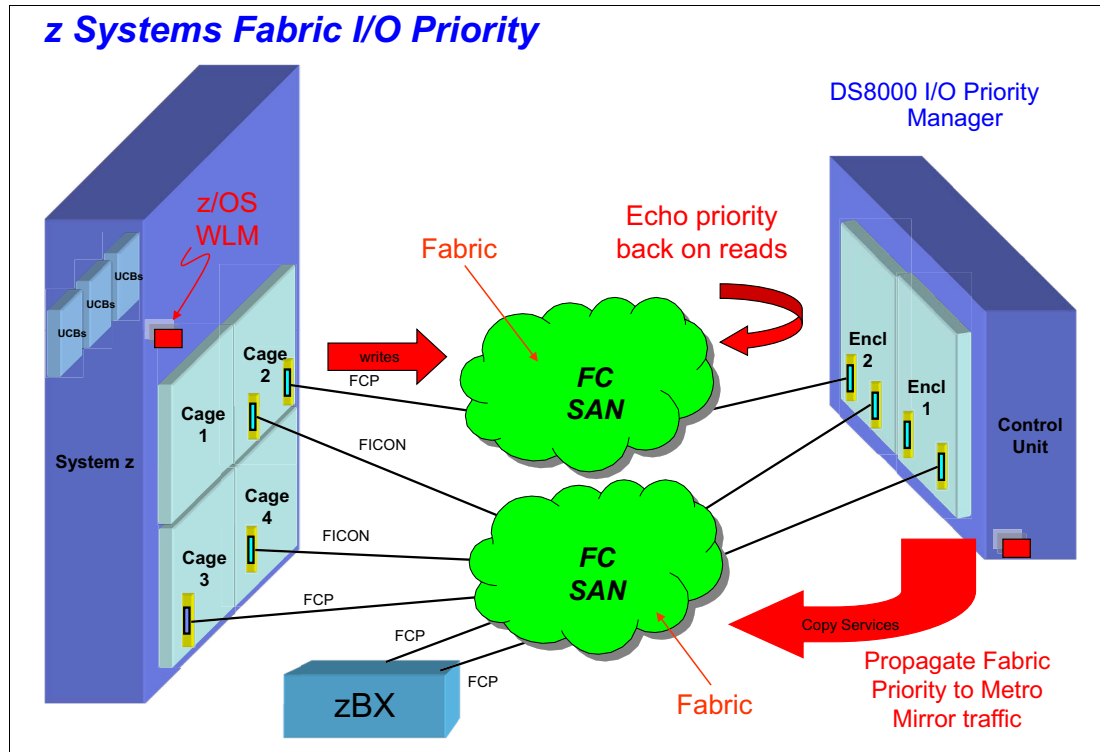 z Systems Fabric I/O Priority
DS8000 I/O Priority
Manager
z/OS
WLM
Echo priority
back on reads
Fabric
UCBs
UCBs
UCBs
writes
FCP
Cage
2
Cage
1
FC
SAN
Encl
2
Encl
1
Control
Unit
System z
FICON
Cage
4
FICON
Cage
3
FCP
FC
SAN
FCP
FCP
zBX
Fabric
Copy Services
Propagate Fabric
Priority to Metro
Mirror traffic